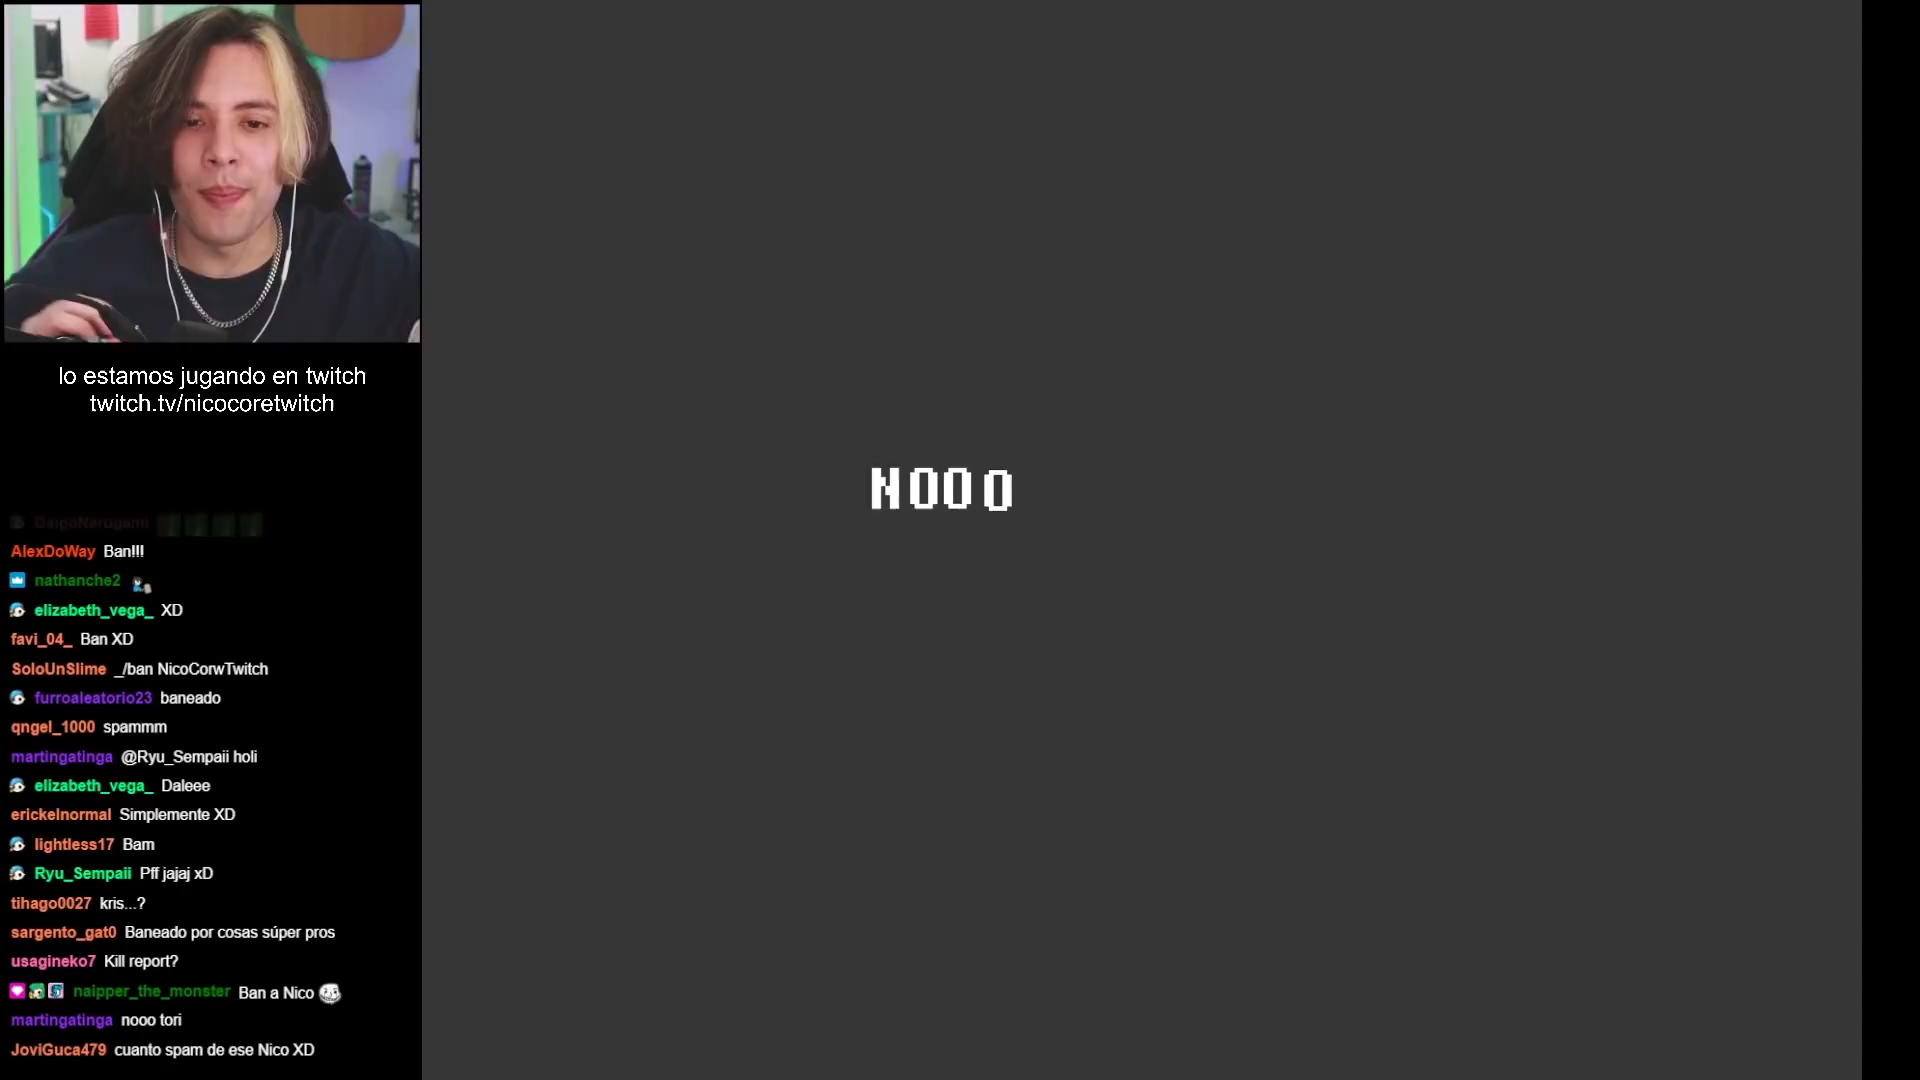 lo estamos jugando en twitch
twitch.tv/nicocoretwitch
NOOO
AlexDoWay Ban!!!
nathanche2
elizabeth_vega_ XD
favi_04_ Ban XD
SoloUnSlime _/ban NicoCorwTwitch
furroaleatorio23 baneado
qngel_1000 spammm
martingatinga @Ryu_Sempaii holi
elizabeth_vega_ Daleee
erickelnormal Simplemente XD
lightless17 Bam
Ryu_Sempaii Pff jajaj xD
tihago0027 kris...?
sargento_gat0 Baneado por cosas súper pros
usagineko7 Kill report?
naipper_the_monster Ban a Nico
martingatinga nooo tori
JoviGuca479 cuanto spam de ese Nico XD